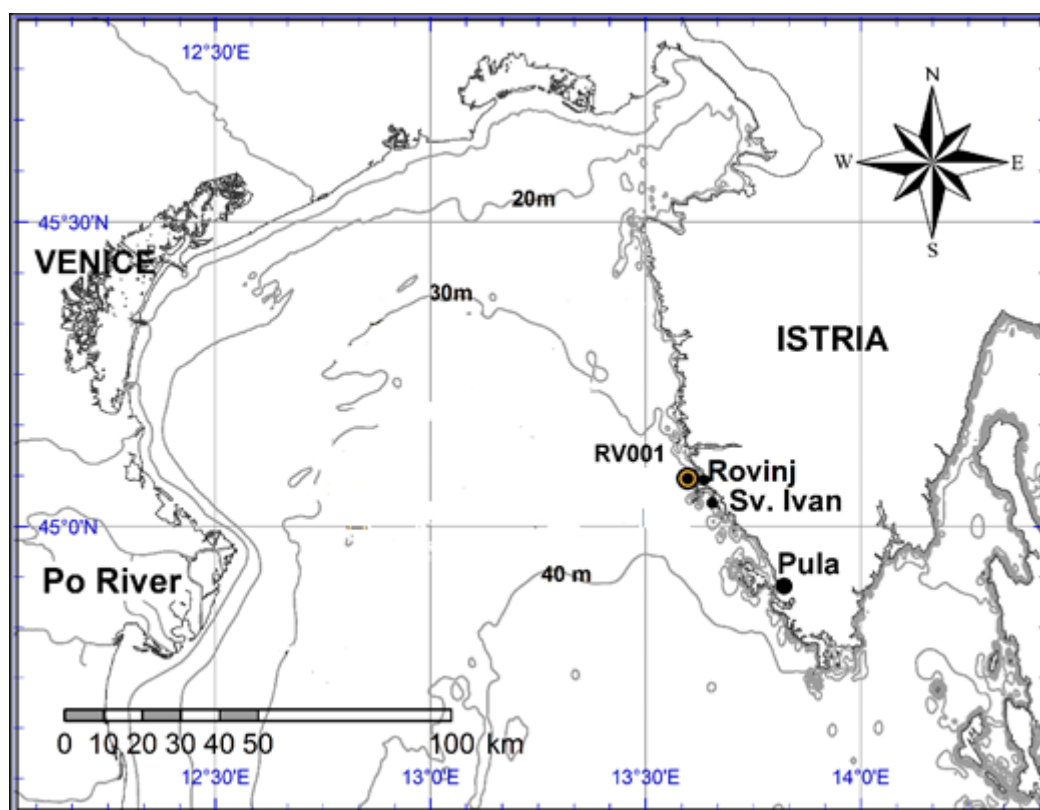 12°30'E
N
W
E
S
20m
45°30'N
VENICE
30m
ISTRIA
RV001
Rovinj
Sv. Ivan
45°0'N
Po River
Pula
40 m
0 10 20 30 40 50 100 km
12°30'E 13°0'E 13°30'E 14°0'E